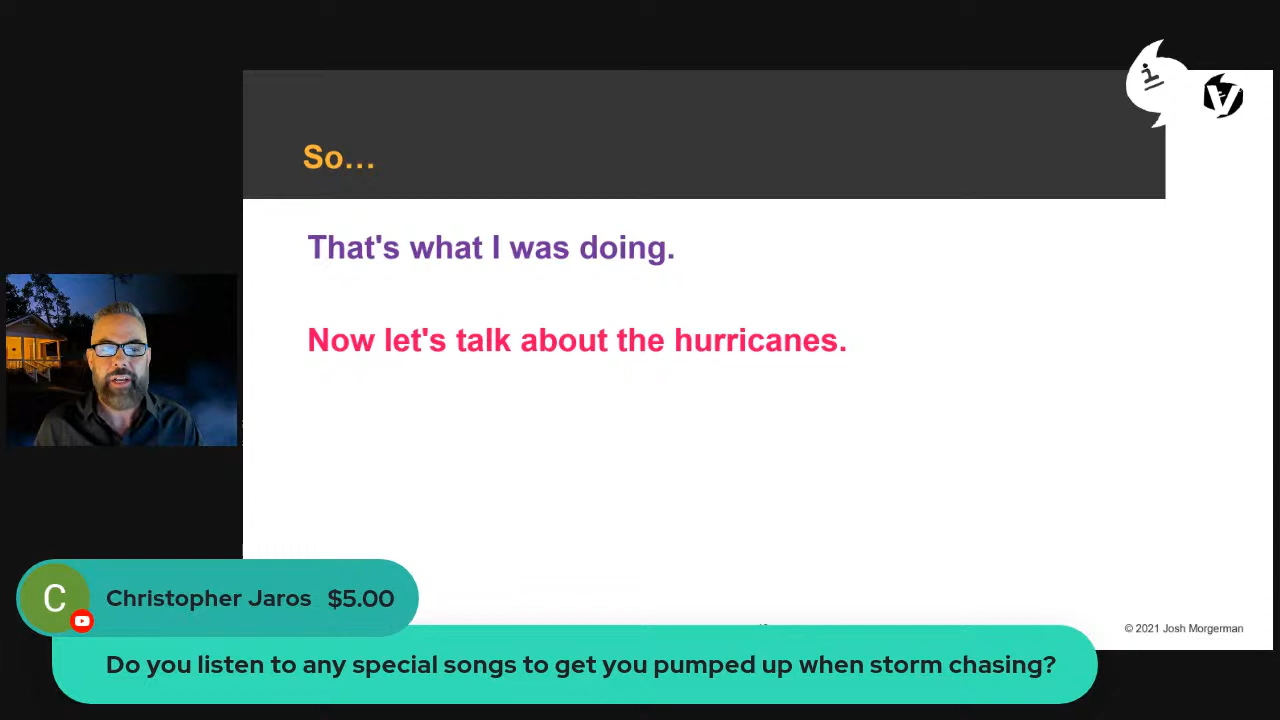 So...
That's what I was doing.
Now let's talk about the hurricanes.
© 2021 Josh Morgerman
C
Christopher Jaros $5.00
Do you listen to any special songs to get you pumped up when storm chasing?